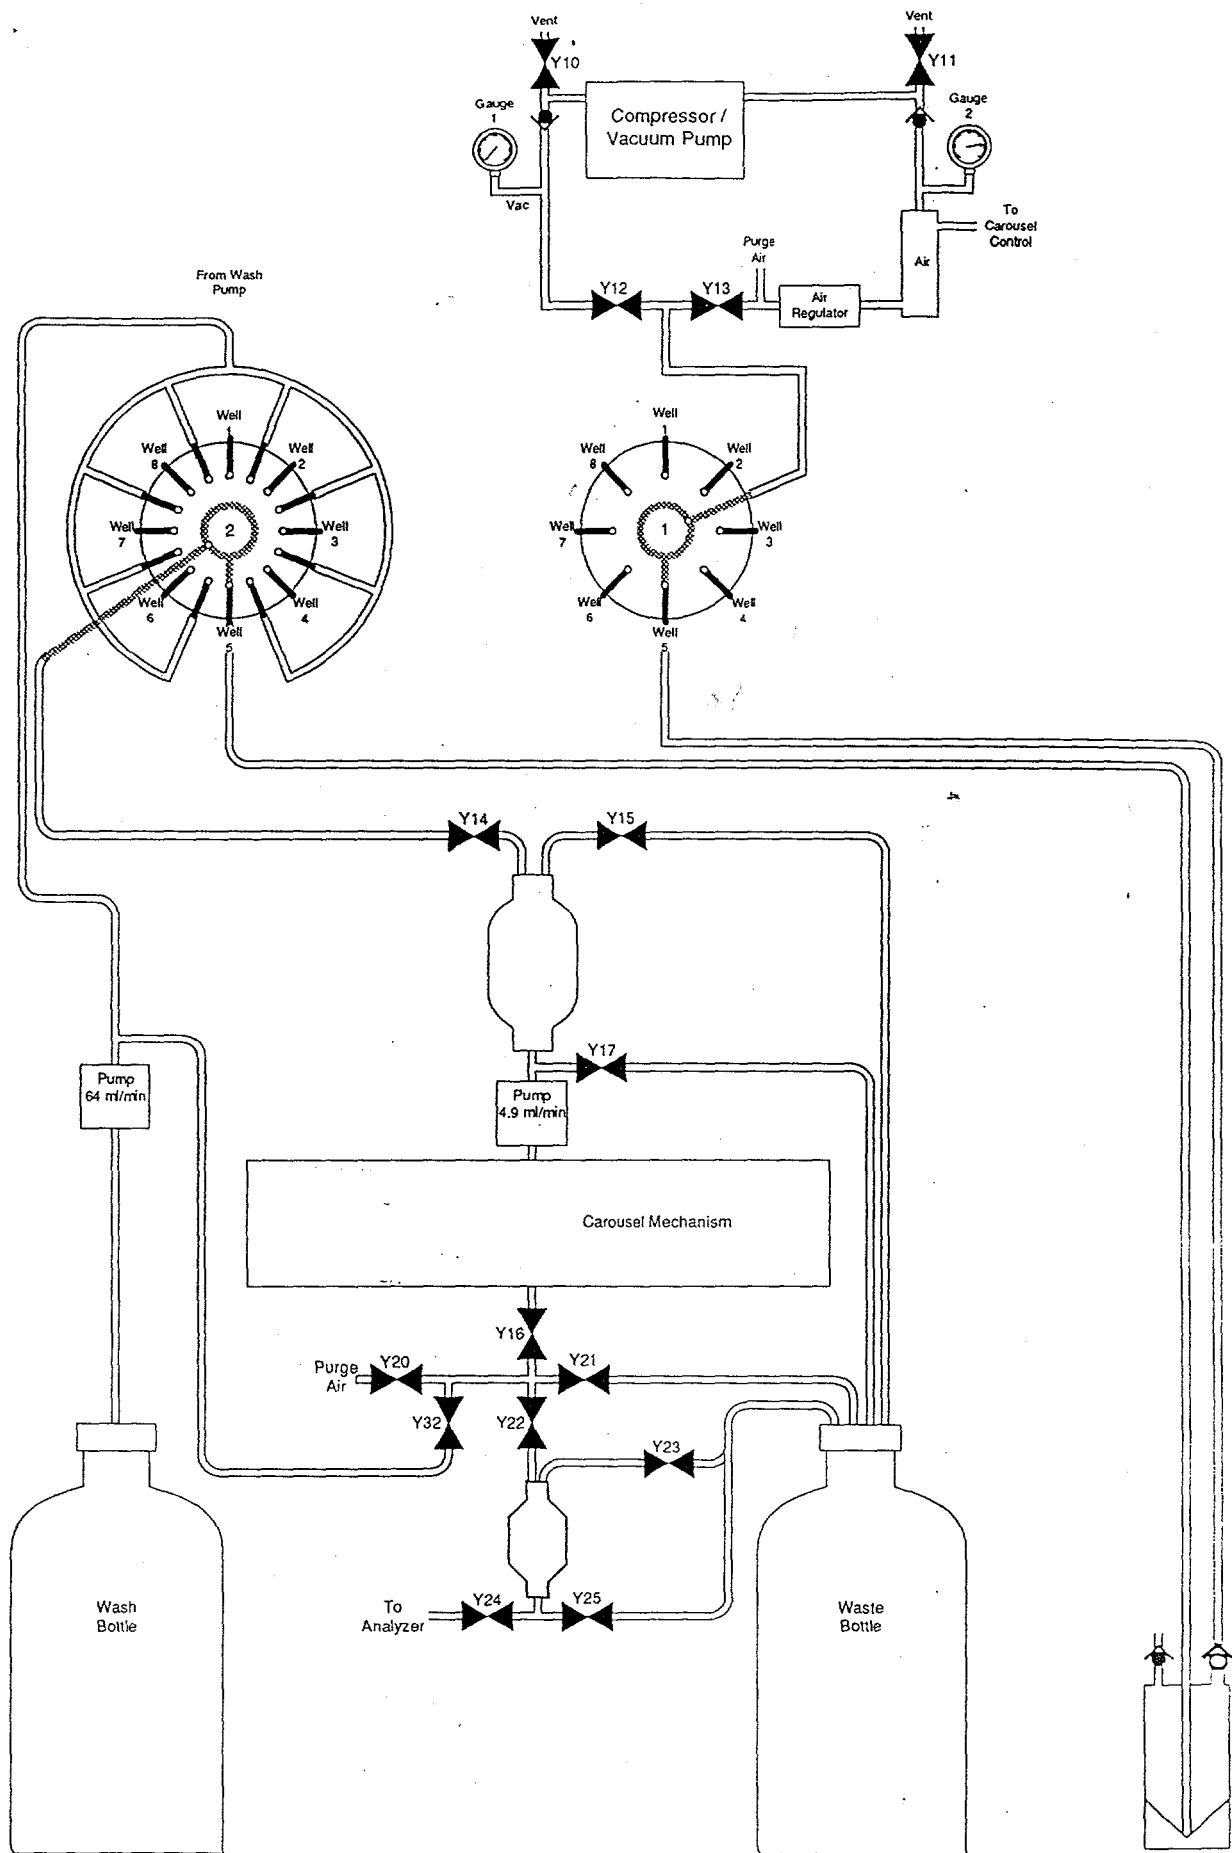 Vent
Vent
Y10
Y11
Gauge
1
Compressor /
Vacuum Pump
Gauge
2
Vac
To
Carousel
Control
Purge
Air
Air
From Wash
Pump
Y12
Y13
Air
Regulator
Well
1
Well
2
Well
3
Well
4
Well
5
Well
6
Well
7
Well
8
2
Well
1
Well
2
Well
3
Well
4
Well
5
Well
6
Well
7
Well
8
1
Y14
Y15
Y17
Pump
64 ml/min
Pump
4.9 ml/min
Carousel Mechanism
Y16
Purge
Air
Y20
Y21
Y32
Y22
Y23
Wash
Bottle
To
Analyzer
Y24
Y25
Waste
Bottle